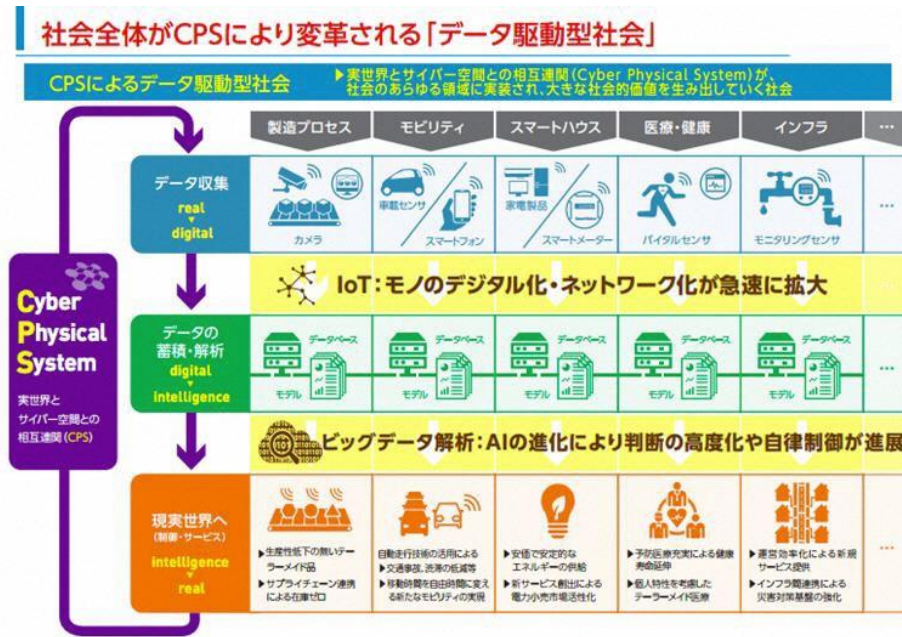 社会全体がCPSにより変革される「データ駆動型社会」
CPSによるデータ駆動型社会
▶実世界とサイバー空間との相互連関(Cyber Physical System)が、
社会のあらゆる領域に実装され、大きな社会的価値を生み出していく社会
製造プロセス
モビリティ
スマートハウス
医療・健康
インフラ
…
Cyber
Physical
System
実世界と
サイバー空間との
相互連関(CPS)
データ収集
real
▼
digital
カメラ
車載センサ
スマートフォン
家電製品
スマートメーター
バイタルセンサ
モニタリングセンサ
…
IoT:モノのデジタル化・ネットワーク化が急速に拡大
データの
蓄積・解析
digital
▼
intelligence
データベース
モデル
データベース
モデル
データベース
モデル
データベース
モデル
データベース
モデル
…
ビッグデータ解析:AIの進化により判断の高度化や自律制御が進展
現実世界へ
(制御・サービス)
intelligence
▼
real
▶生産性低下の無いテー
ラーメイド品
▶サプライチェーン連携
による在庫ゼロ
自動走行技術の活用による
▶交通事故、渋滞の低減等
▶移動時間を自由時間に変え
る新たなモビリティの実現
▶安価で安定的な
エネルギーの供給
▶新サービス創出による
電力小売市場活性化
▶予防医療充実による健康
寿命延伸
▶個人特性を考慮した
テーラーメイド医療
▶運営効率化による新規
サービス提供
▶インフラ間連携による
災害対策基盤の強化
…